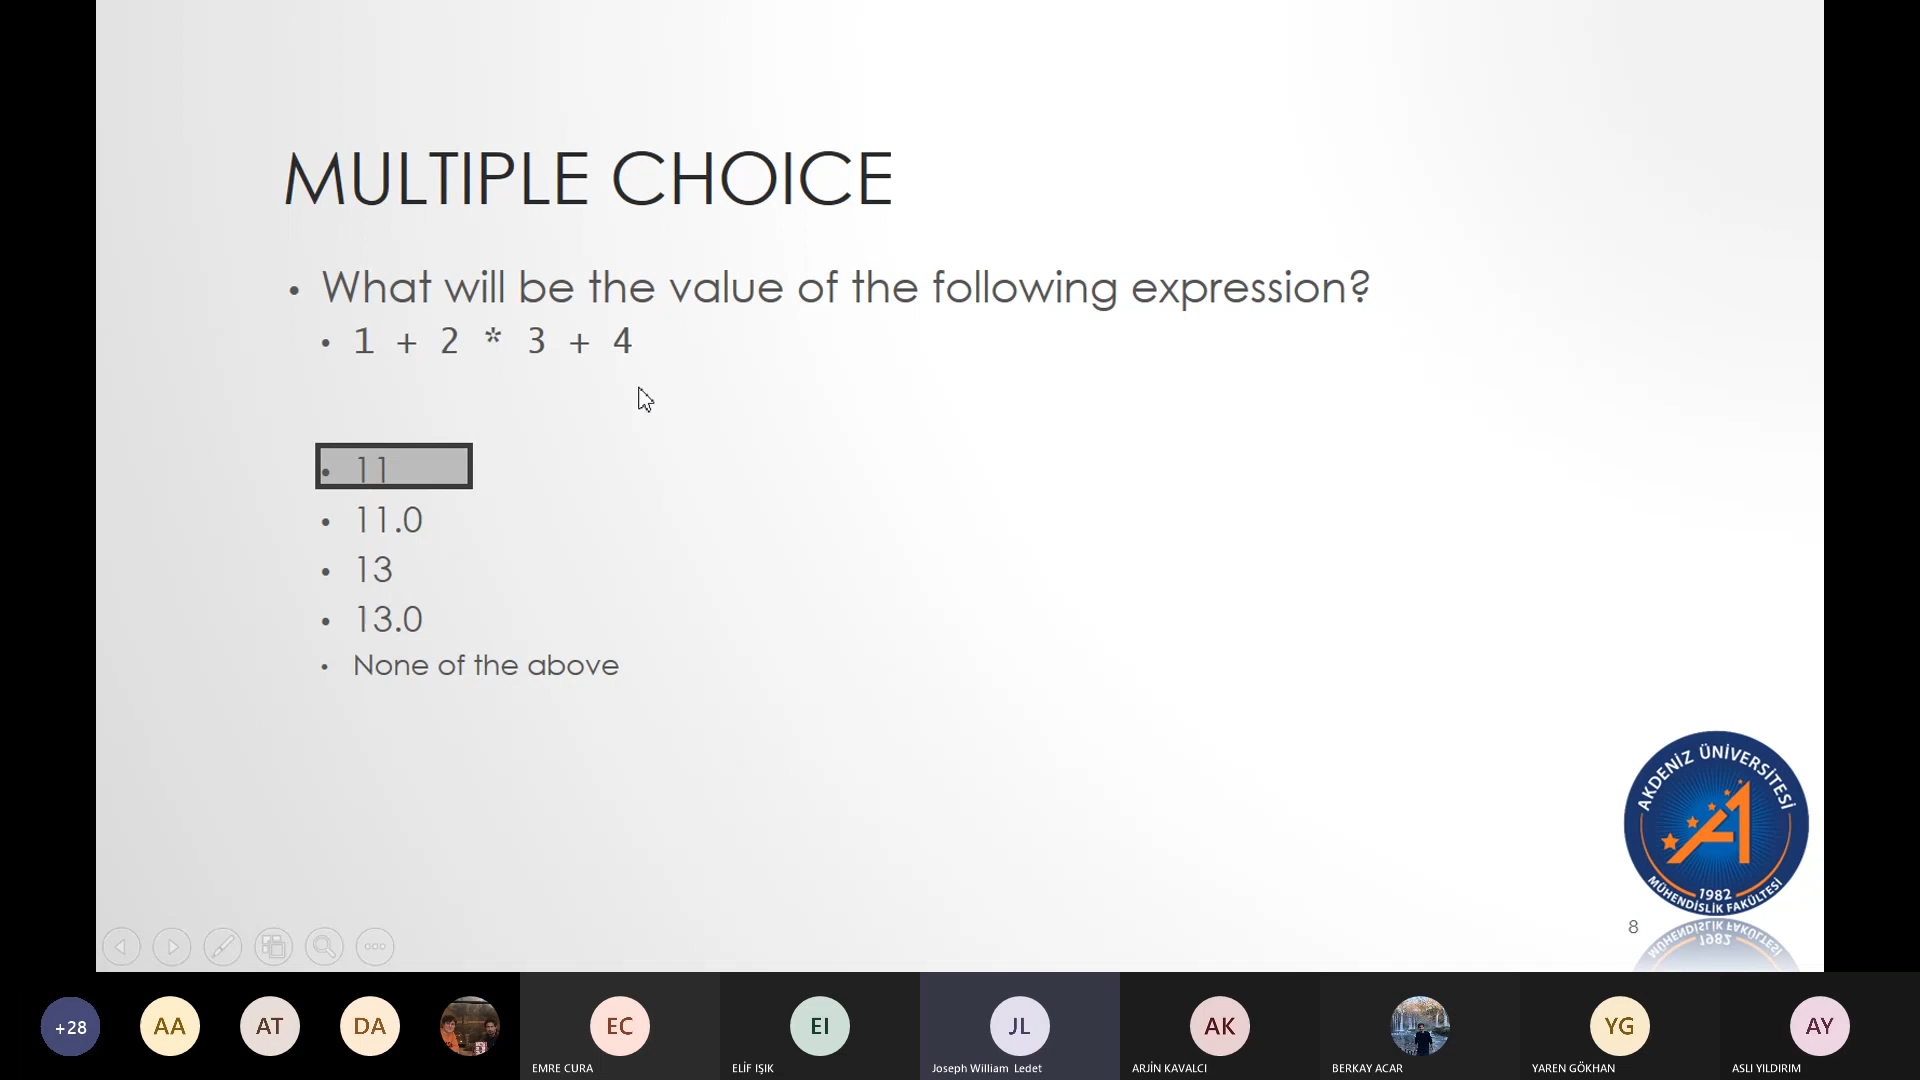 MULTIPLE CHOICE
• What will be the value of the following expression?
• 1 + 2 * 3 + 4
• 11
• 11.0
• 13
• 13.0
• None of the above
AKDENİZ ÜNİVERSİTESİ
1982
MÜHENDİSLİK FAKÜLTESİ
8
+28
AA
AT
DA
EC
EI
JL
AK
YG
AY
EMRE CURA
ELİF IŞIK
Joseph William Ledet
ARJİN KAVALCI
BERKAY ACAR
YAREN GÖKHAN
ASLI YILDIRIM